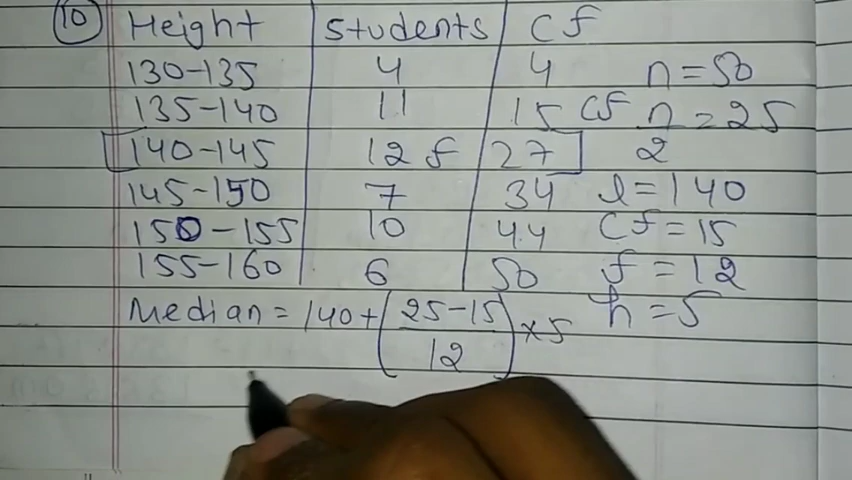 10 Height Students Cf
130-135 4 4 n=50
135-140 11 15 Cf n/2=25
140-145 12 f 27
145-150 7 34 l=140
150-155 10 44 Cf=15
155-160 6 50 f=12
Median=140+(25-15/12)×5 h=5